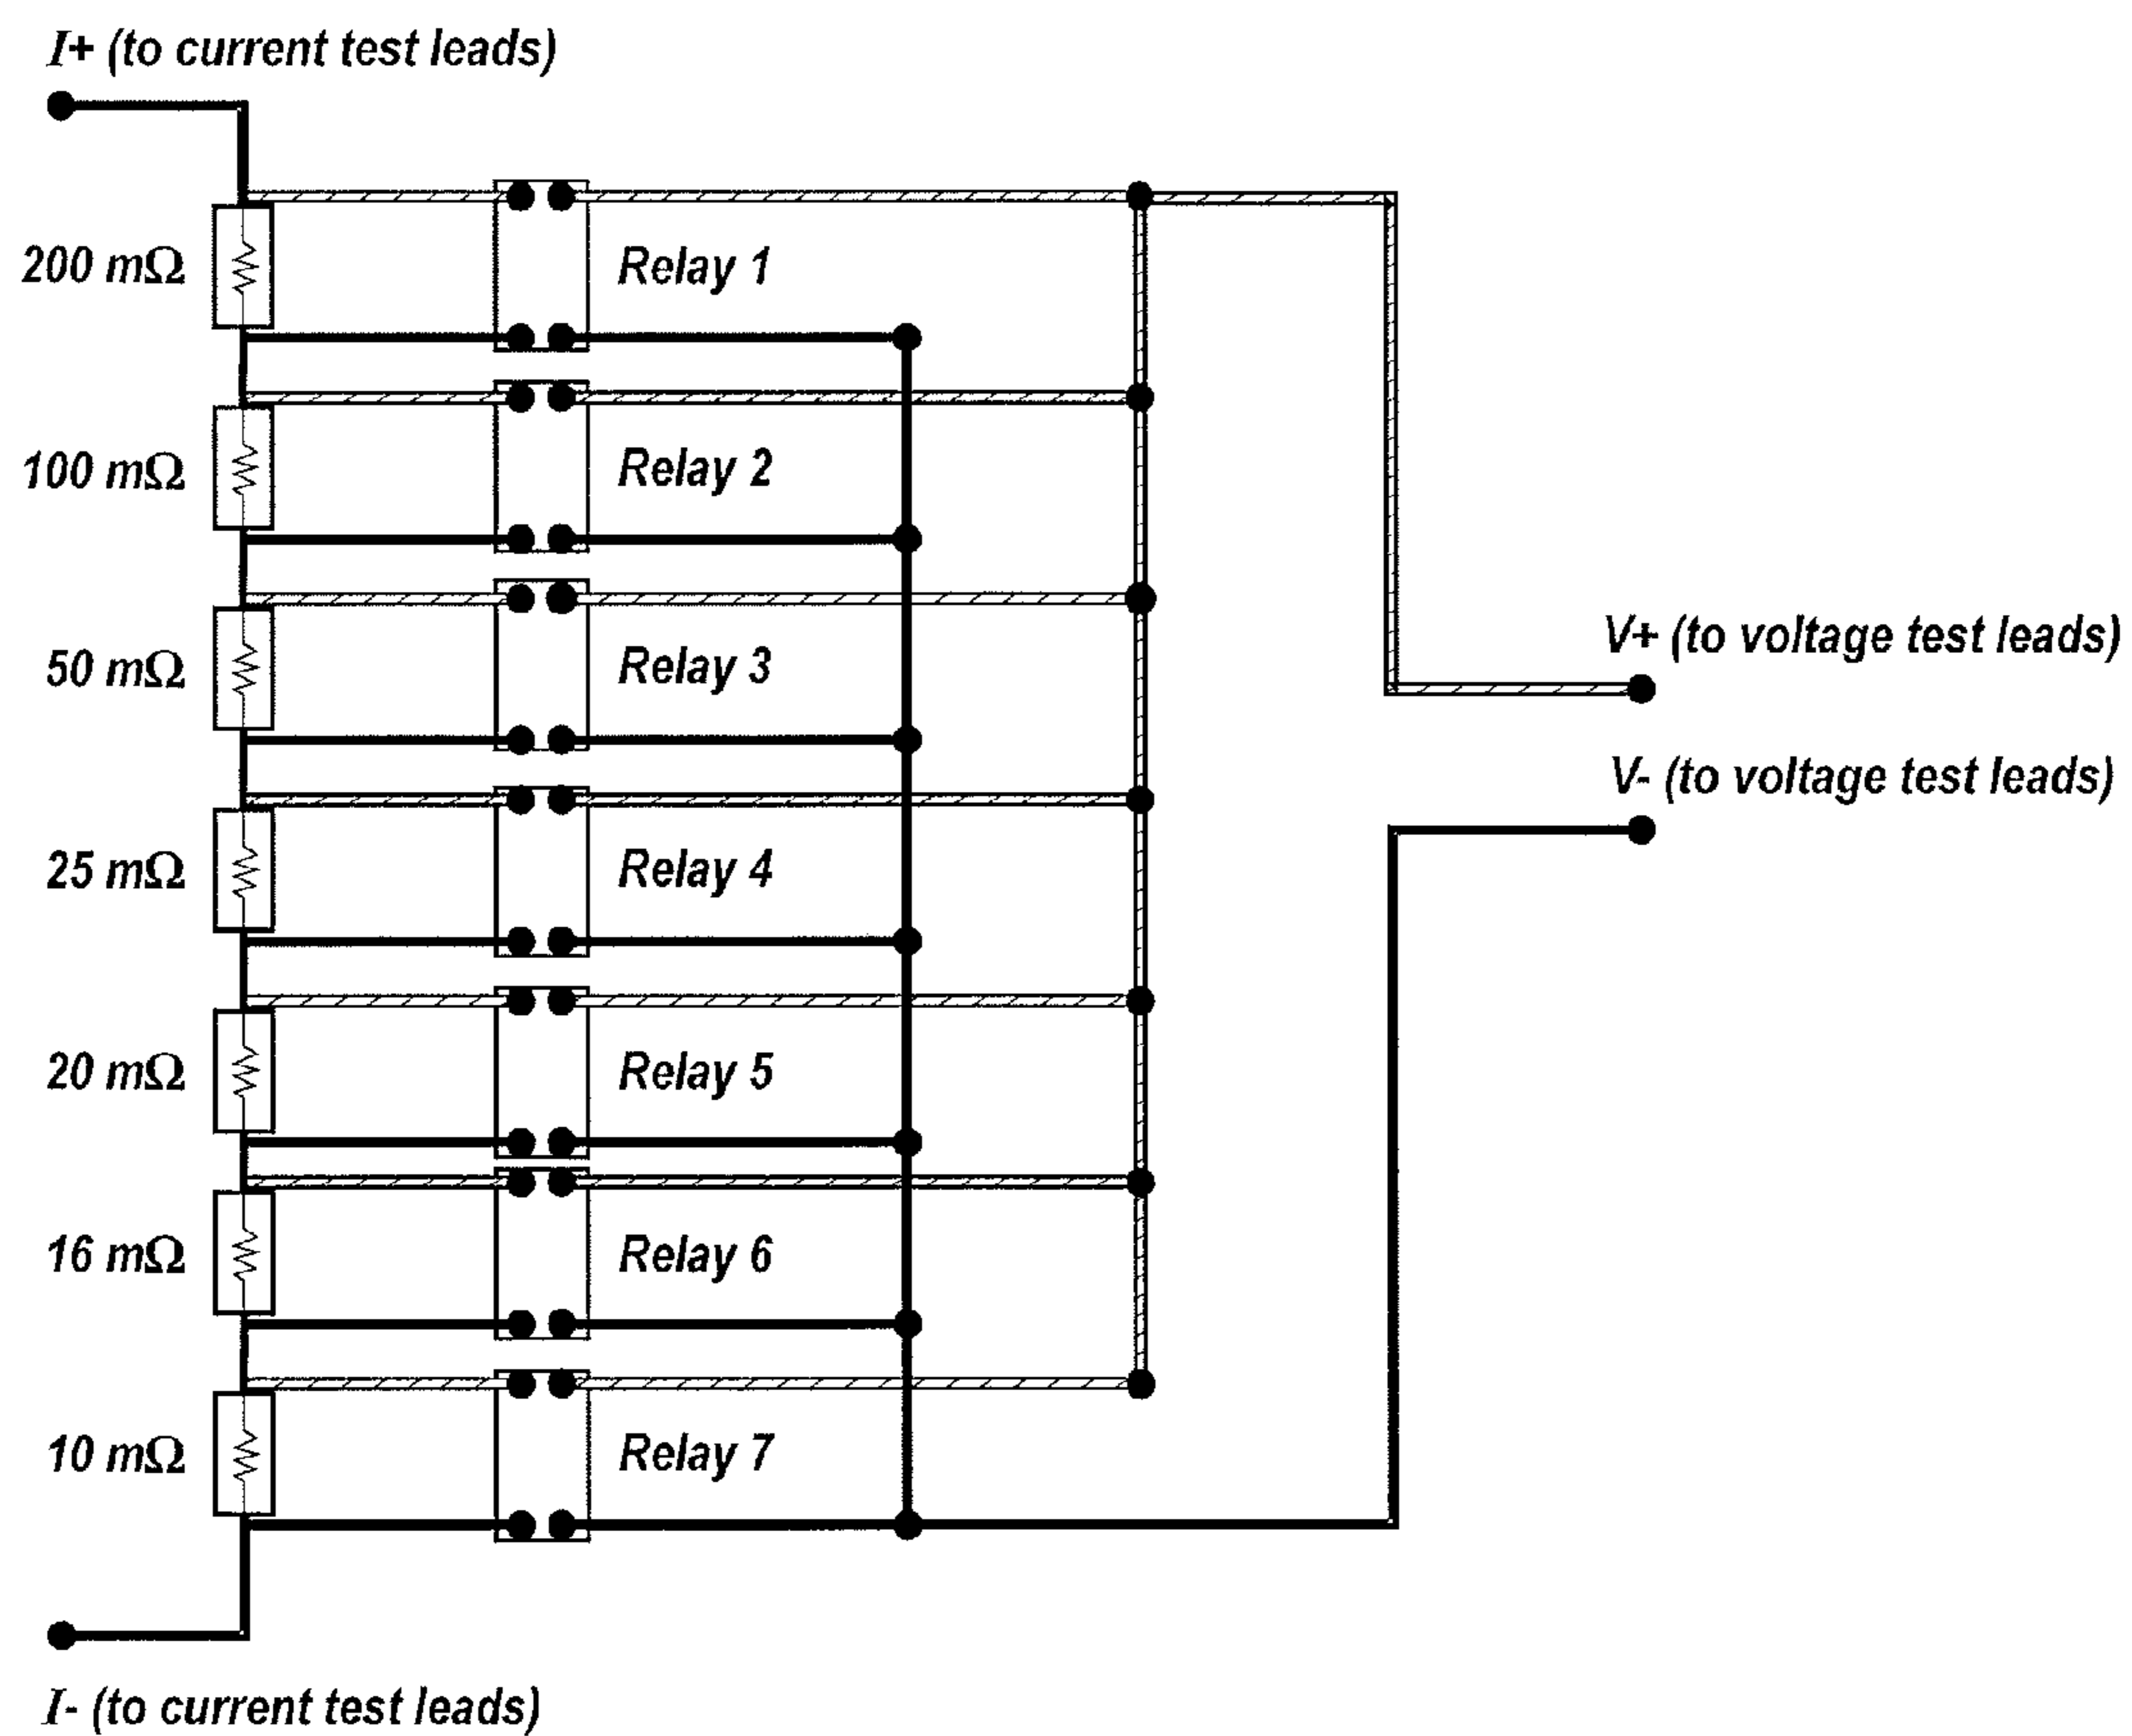 I+ (to current test leads)
200 mΩ
Relay 1
100 mΩ
Relay 2
50 mΩ
Relay 3
V+ (to voltage test leads)
V- (to voltage test leads)
25 mΩ
Relay 4
20 mΩ
Relay 5
16 mΩ
Relay 6
10 mΩ
Relay 7
I- (to current test leads)